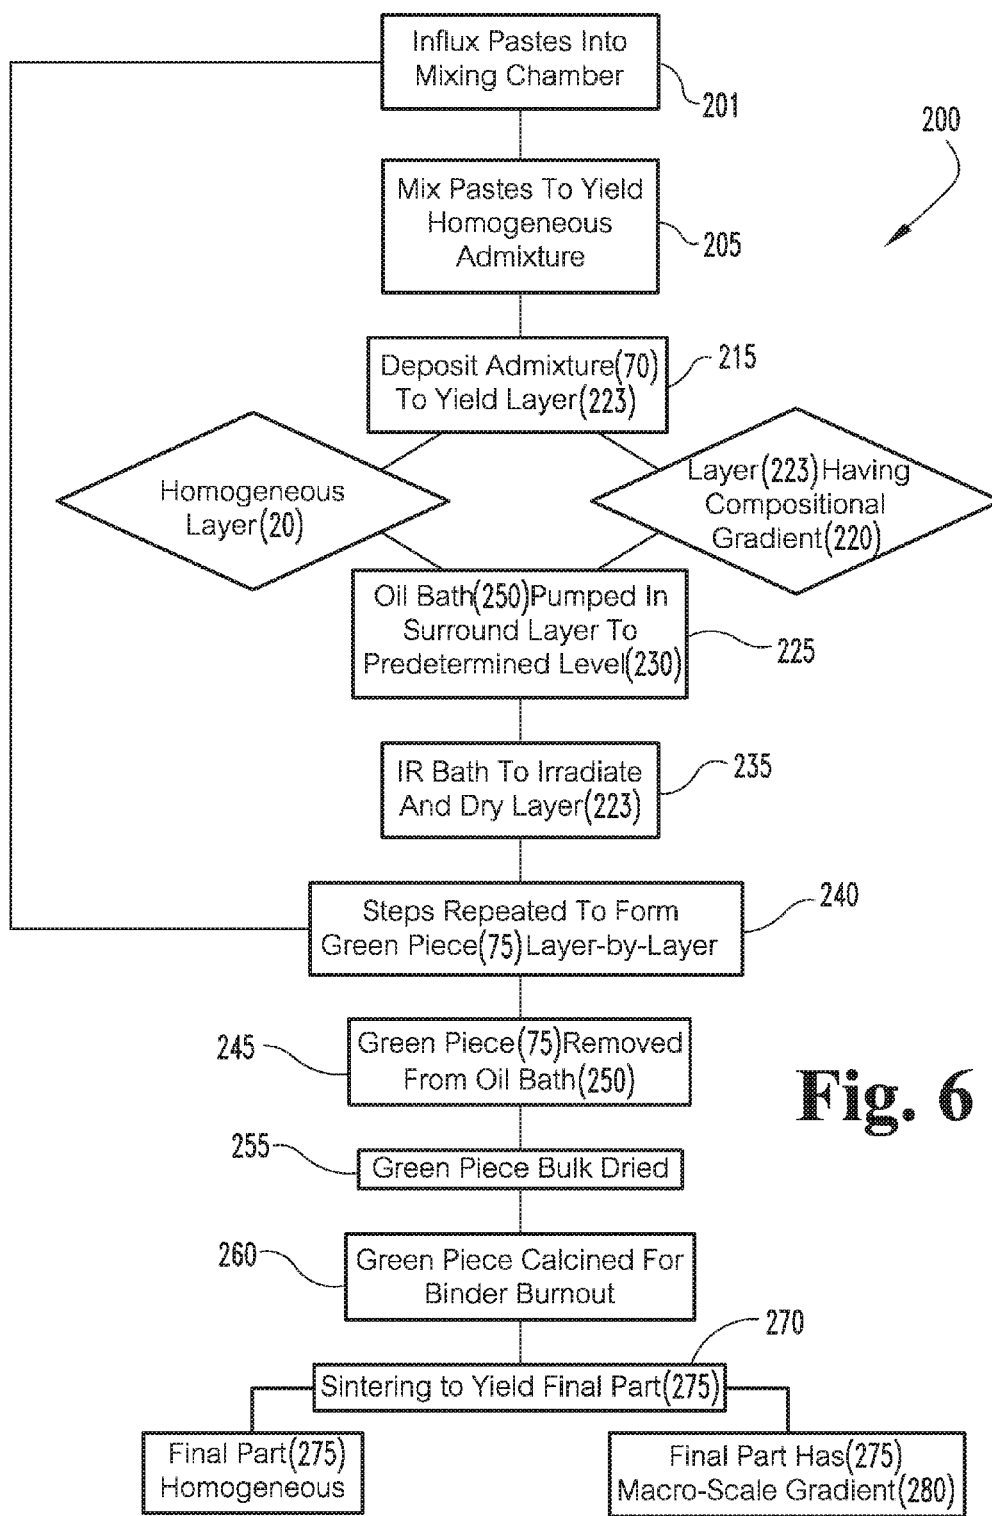 Influx Pastes Into
Mixing Chamber
201
200
Mix Pastes To Yield
Homogeneous
Admixture
205
Deposit Admixture(70)
To Yield Layer(223)
215
Homogeneous
Layer(20)
Layer(223)Having
Compositional
Gradient(220)
Oil Bath(250)Pumped In
Surround Layer To
Predetermined Level(230)
225
IR Bath To Irradiate
And Dry Layer(223)
235
Steps Repeated To Form
Green Piece(75)Layer-by-Layer
240
245
Green Piece(75)Removed
From Oil Bath(250)
Fig. 6
255
Green Piece Bulk Dried
260
Green Piece Calcined For
Binder Burnout
270
Sintering to Yield Final Part(275)
Final Part(275)
Homogeneous
Final Part Has(275)
Macro-Scale Gradient(280)